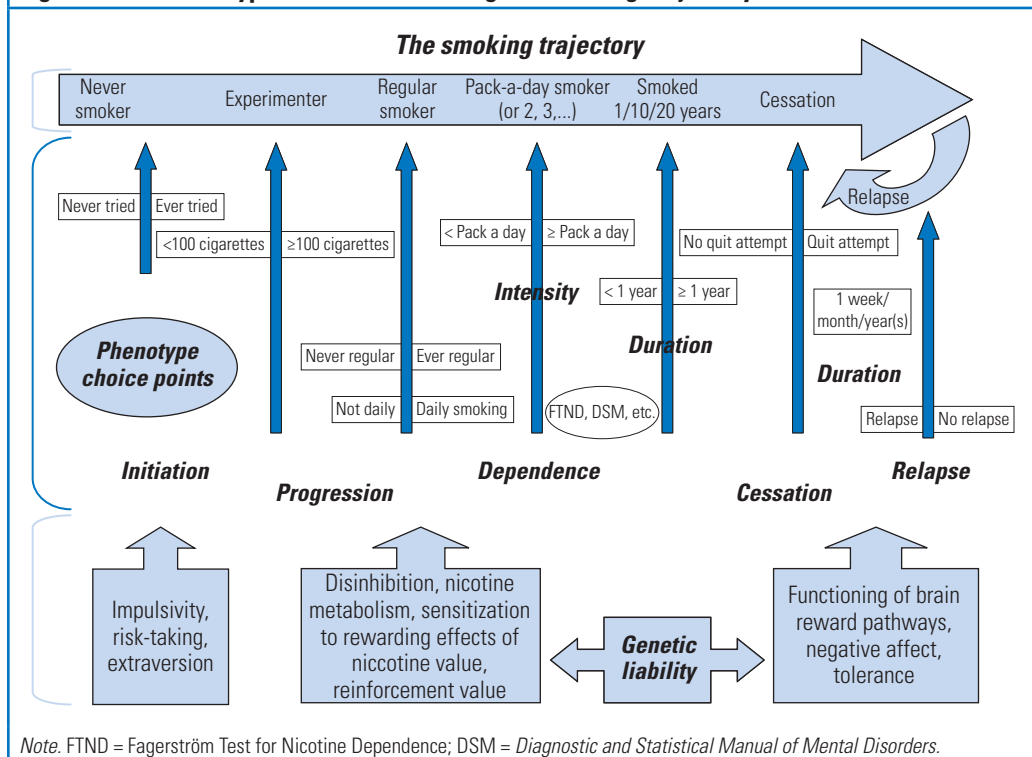 The smoking trajectory
Never
smoker
Experimenter
Regular
smoker
Pack-a-day smoker
(or 2, 3,...)
Smoked
1/10/20 years
Cessation
Relapse
Never tried
Ever tried
<100 cigarettes
≥100 cigarettes
< Pack a day
≥ Pack a day
No quit attempt
Quit attempt
Intensity
< 1 year
≥ 1 year
1 week/
month/year(s)
Phenotype
choice points
Never regular
Ever regular
Duration
Duration
Not daily
Daily smoking
FTND, DSM, etc.
Relapse
No relapse
Initiation
Progression
Dependence
Cessation
Relapse
Impulsivity,
risk-taking,
extraversion
Disinhibition, nicotine
metabolism, sensitization
to rewarding effects of
niccotine value,
reinforcement value
Genetic
liability
Functioning of brain
reward pathways,
negative affect,
tolerance
Note. FTND = Fagerström Test for Nicotine Dependence; DSM = Diagnostic and Statistical Manual of Mental Disorders.